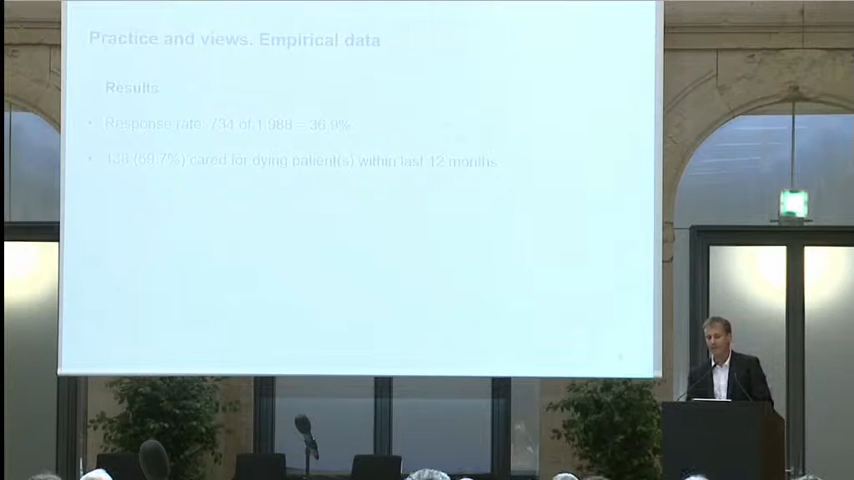 Practice and views. Empirical data
Results
• Response rate: 734 of 1.988 = 36.9%
• 438 (59.7%) cared for dying patient(s) within last 12 months